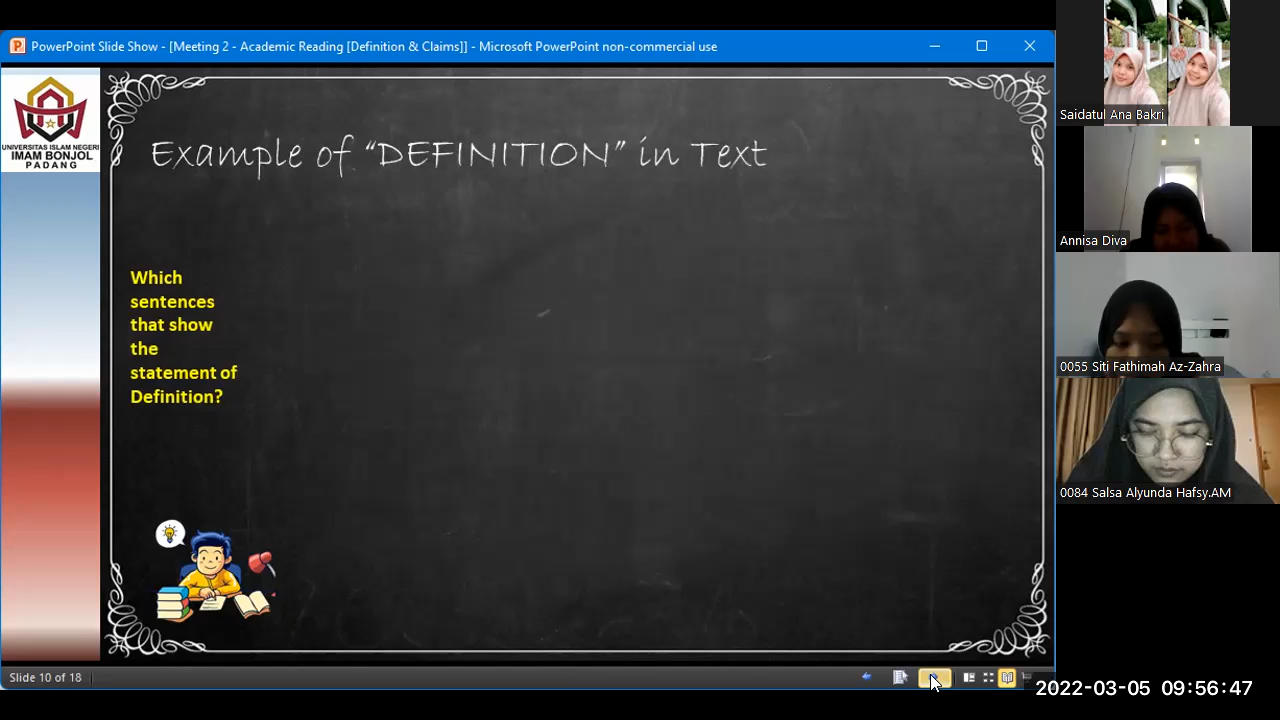 PowerPoint Slide Show - [Meeting 2 - Academic Reading [Definition & Claims]] - Microsoft PowerPoint non-commercial use
UNIVERSITAS ISLAM NEGERI
IMAM BONJOL
PADANG
Example of “DEFINITION” in Text
Which
sentences
that show
the
statement of
Definition?
Slide 10 of 18
Saidatul Ana Bakri
Annisa Diva
0055 Siti Fathimah Az-Zahra
0084 Salsa Alyunda Hafsy.AM
2022-03-05 09:56:47